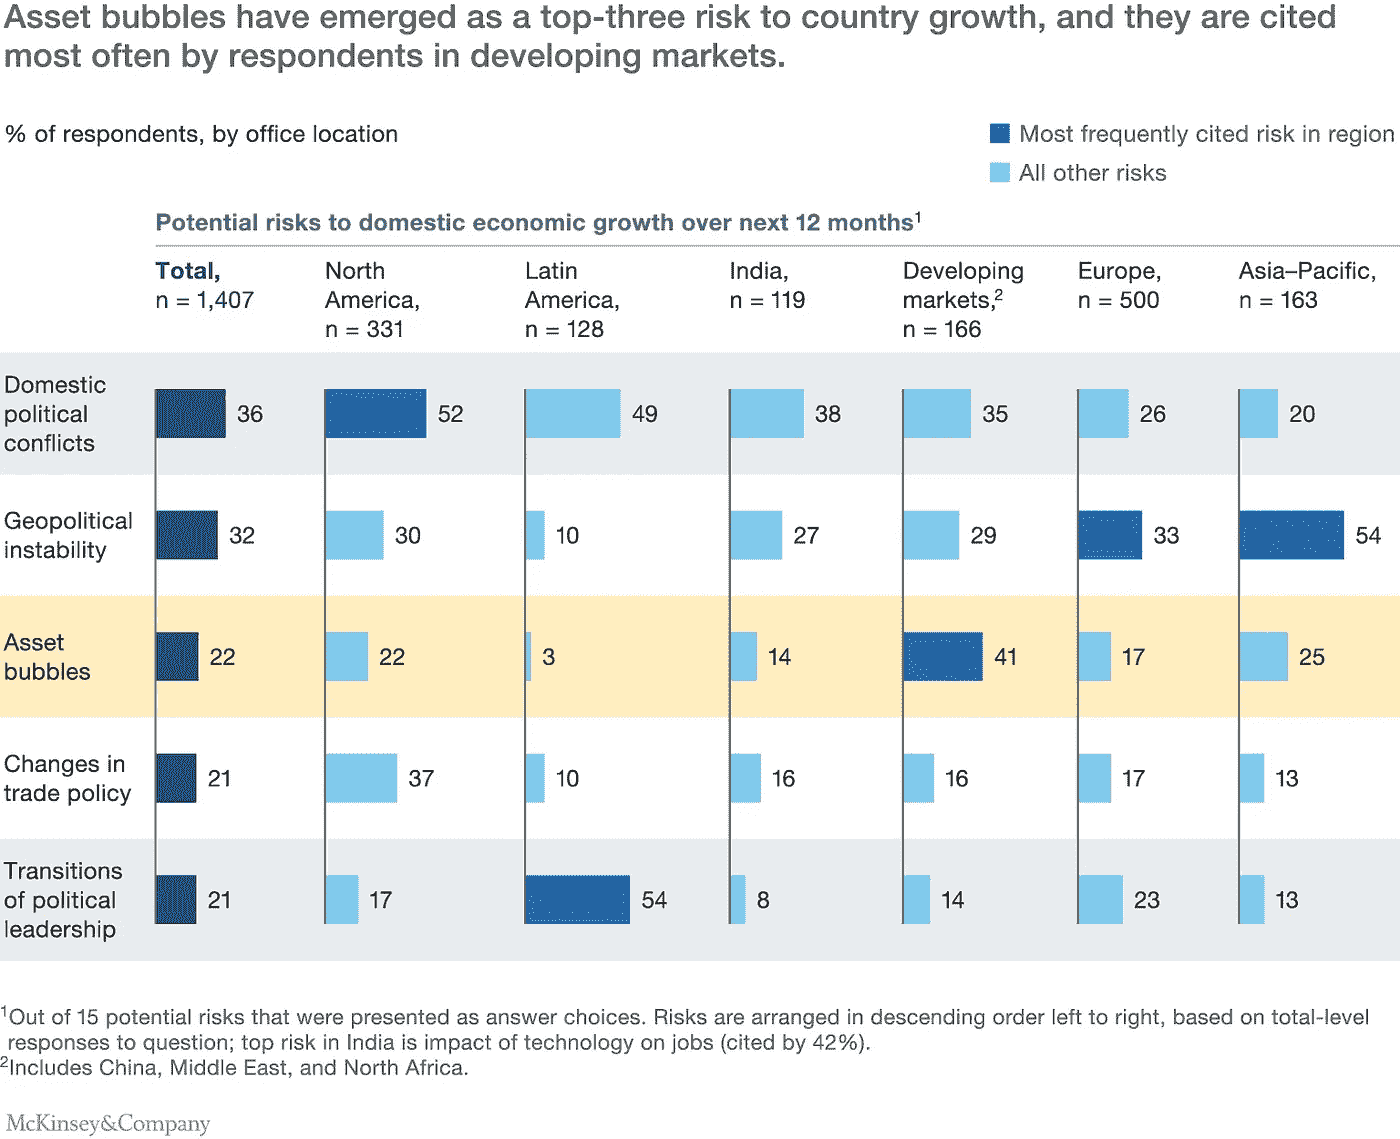 Asset bubbles have emerged as a top-three risk to country growth, and they are cited
most often by respondents in developing markets.
% of respondents, by office location
Most frequently cited risk in region
All other risks
Potential risks to domestic economic growth over next 12 months¹
Total,
n = 1,407
North
America,
n = 331
Latin
America,
n = 128
India,
n = 119
Developing
markets,²
n = 166
Europe,
n = 500
Asia–Pacific,
n = 163
Domestic
political
conflicts
36 52 49 38 35 26 20
Geopolitical
instability
32 30 10 27 29 33 54
Asset
bubbles
22 22 3 14 41 17 25
Changes in
trade policy
21 37 10 16 16 17 13
Transitions
of political
leadership
21 17 54 8 14 23 13
¹Out of 15 potential risks that were presented as answer choices. Risks are arranged in descending order left to right, based on total-level
responses to question; top risk in India is impact of technology on jobs (cited by 42%).
²Includes China, Middle East, and North Africa.
McKinsey&Company